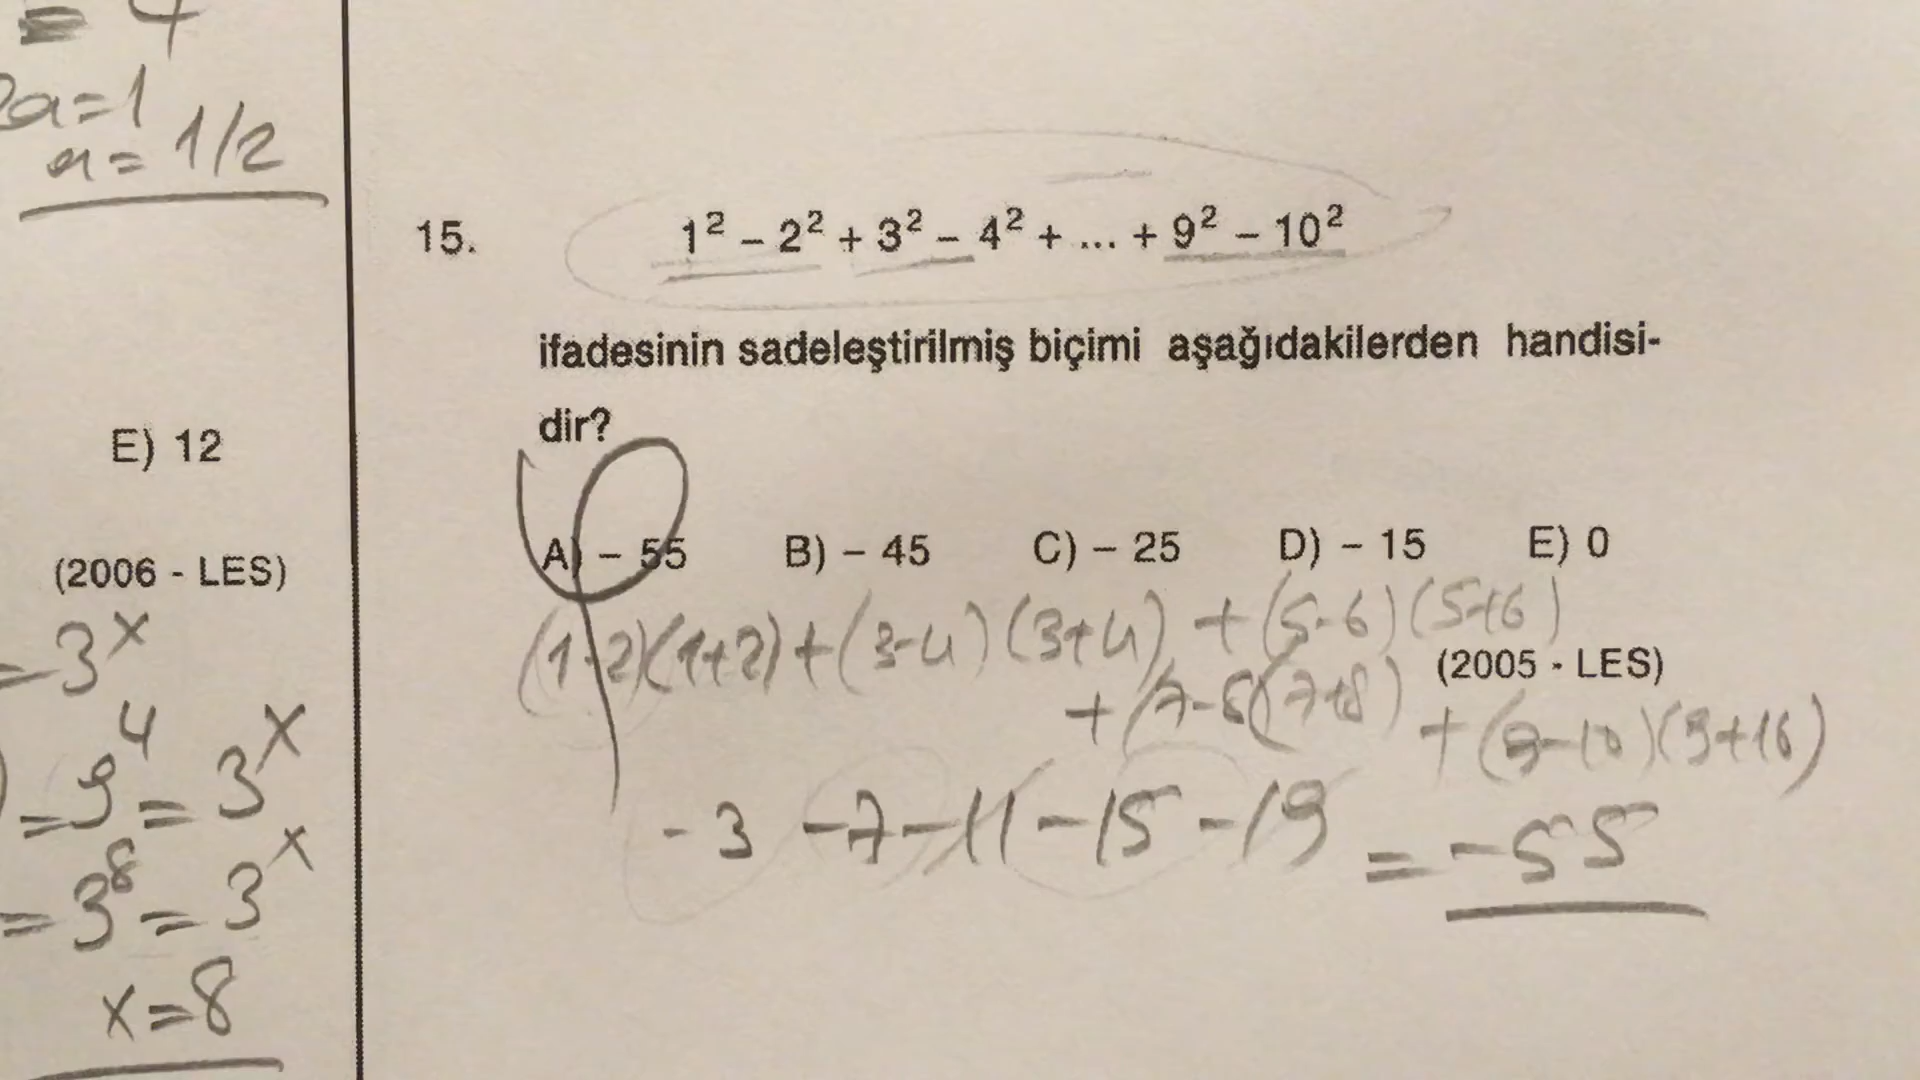 = 4
2a=1
a= 1/2
E) 12
(2006 - LES)
= 3^x
= 9^4 = 3^x
= 3^8 = 3^x
x=8
15. 1² – 2² + 3² – 4² + ... + 9² – 10²
ifadesinin sadeleştirilmiş biçimi aşağıdakilerden handisi-
dir?
A) – 55 B) – 45 C) – 25 D) – 15 E) 0
(1-2)(1+2)+(3-4)(3+4) +(5-6)(5+6)
(2005 - LES)
+(7-8)(7+8) +(9-10)(9+10)
-3 -7-11-15-19 = -55